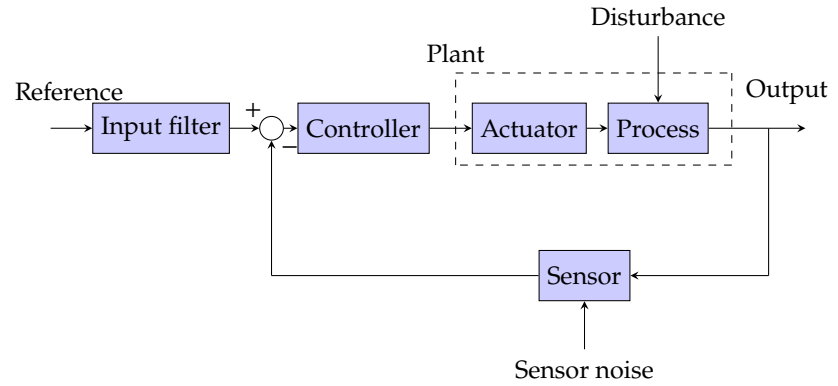 Disturbance
Plant
Reference
Output
+
Input filter
Controller
Actuator
Process
−
Sensor
Sensor noise